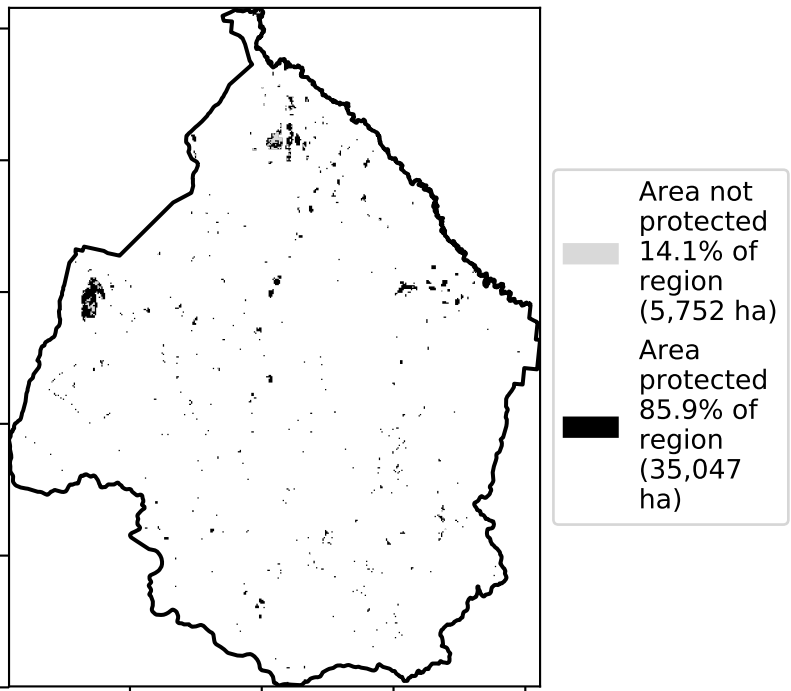 Area not
protected
14.1% of
region
(5,752 ha)
Area
protected
85.9% of
region
(35,047
ha)